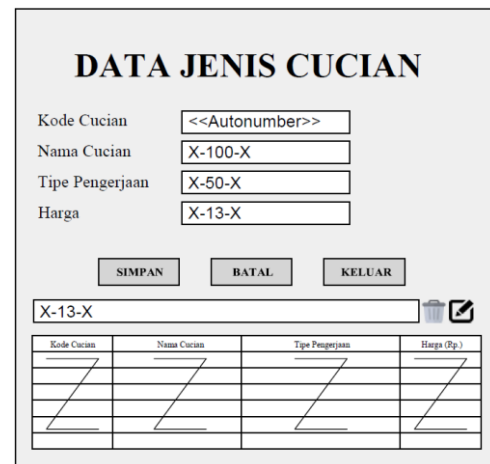 DATA JENIS CUCIAN
Kode Cucian <<Autonumber>>
Nama Cucian X-100-X
Tipe Pengerjaan X-50-X
Harga X-13-X
SIMPAN BATAL KELUAR
X-13-X
Kode Cucian Nama Cucian Tipe Pengerjaan Harga (Rp.)